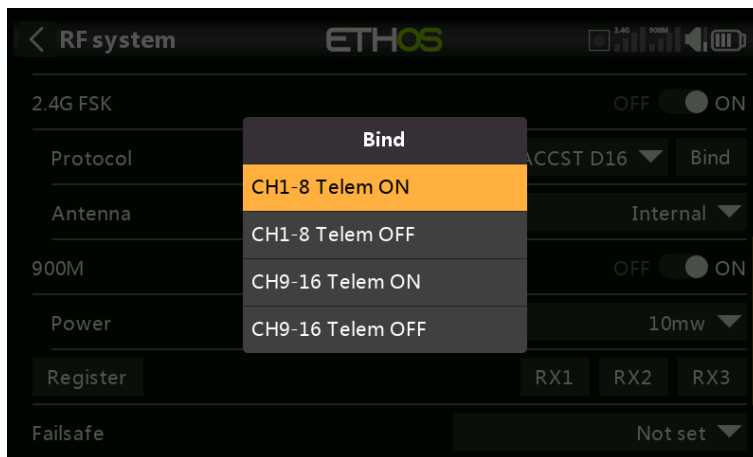 RF system ETHOS 2.4G 900M
2.4G FSK OFF ON
Bind
Protocol ACCST D16 Bind
CH1-8 Telem ON
Antenna Internal
CH1-8 Telem OFF
900M OFF ON
CH9-16 Telem ON
Power 10mw
CH9-16 Telem OFF
Register RX1 RX2 RX3
Failsafe Not set